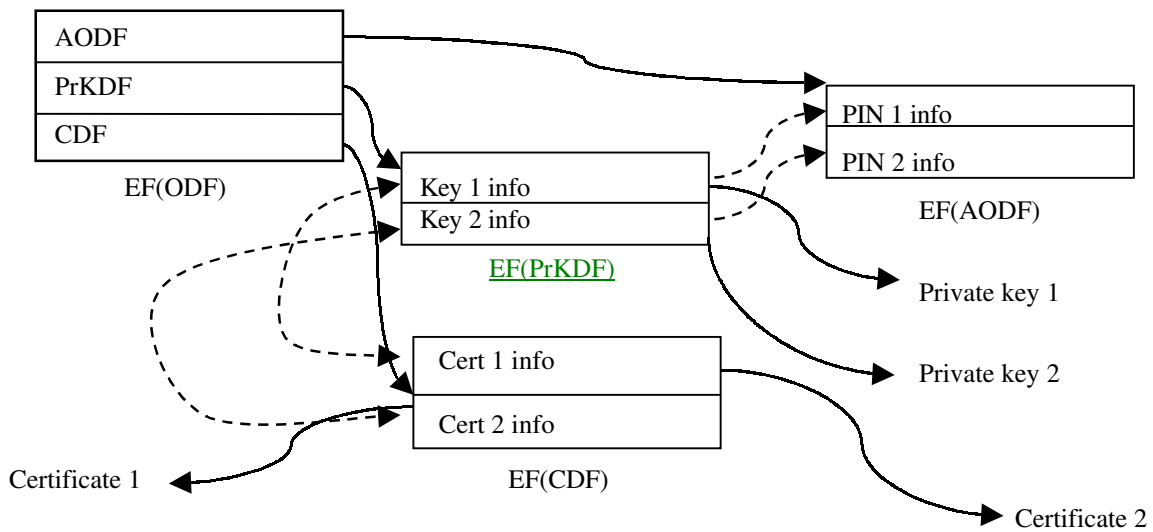 AODF
PrKDF
CDF
EF(ODF)
PIN 1 info
PIN 2 info
EF(AODF)
Key 1 info
Key 2 info
EF(PrKDF)
Private key 1
Private key 2
Cert 1 info
Cert 2 info
EF(CDF)
Certificate 1
Certificate 2